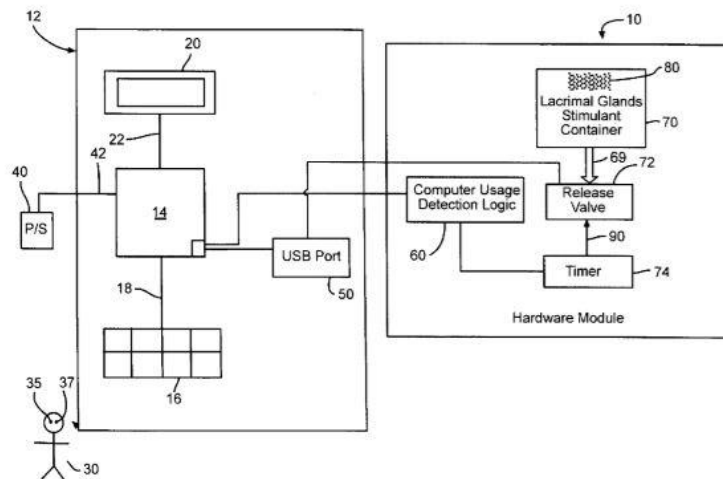 12
20
10
22
80
Lacrimal Glands
Stimulant
Container
70
40
42
69
72
P/S
14
Computer Usage
Detection Logic
Release
Valve
60
90
USB Port
50
Timer
74
18
Hardware Module
16
35
37
30